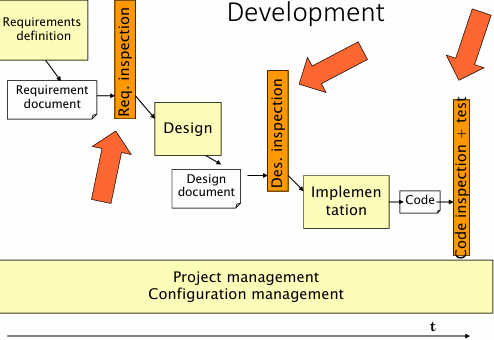 Development
Requirements
definition
Requirement
document
Req. inspection
Design
Design
document
Des. inspection
Implemen
tation
Code
Code inspection + test
Project management
Configuration management
t